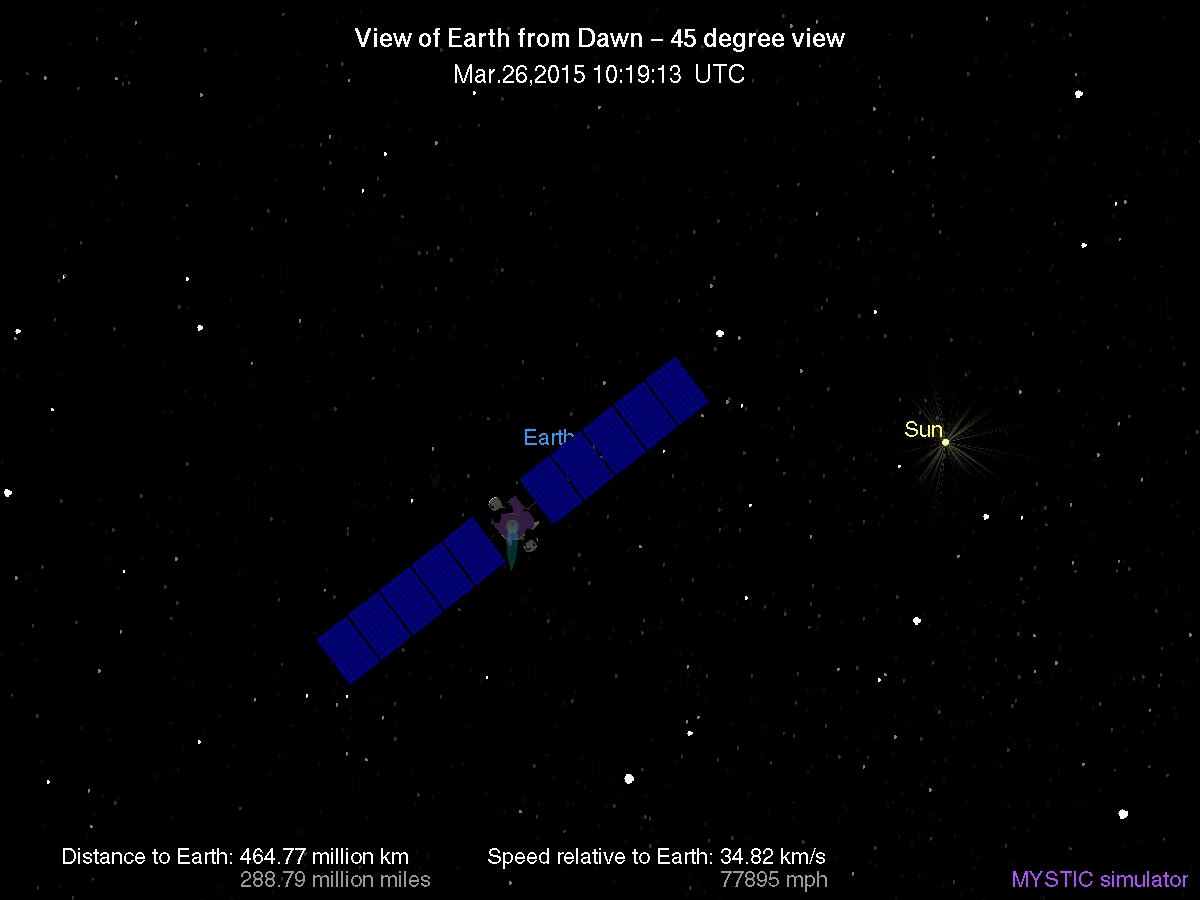 View of Earth from Dawn – 45 degree view
Mar.26,2015 10:19:13 UTC
Sun
Earth
Distance to Earth: 464.77 million km
288.79 million miles
Speed relative to Earth: 34.82 km/s
77895 mph
MYSTIC simulator